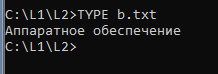 C:\L1\L2>TYPE b.txt
Аппаратное обеспечение
C:\L1\L2>